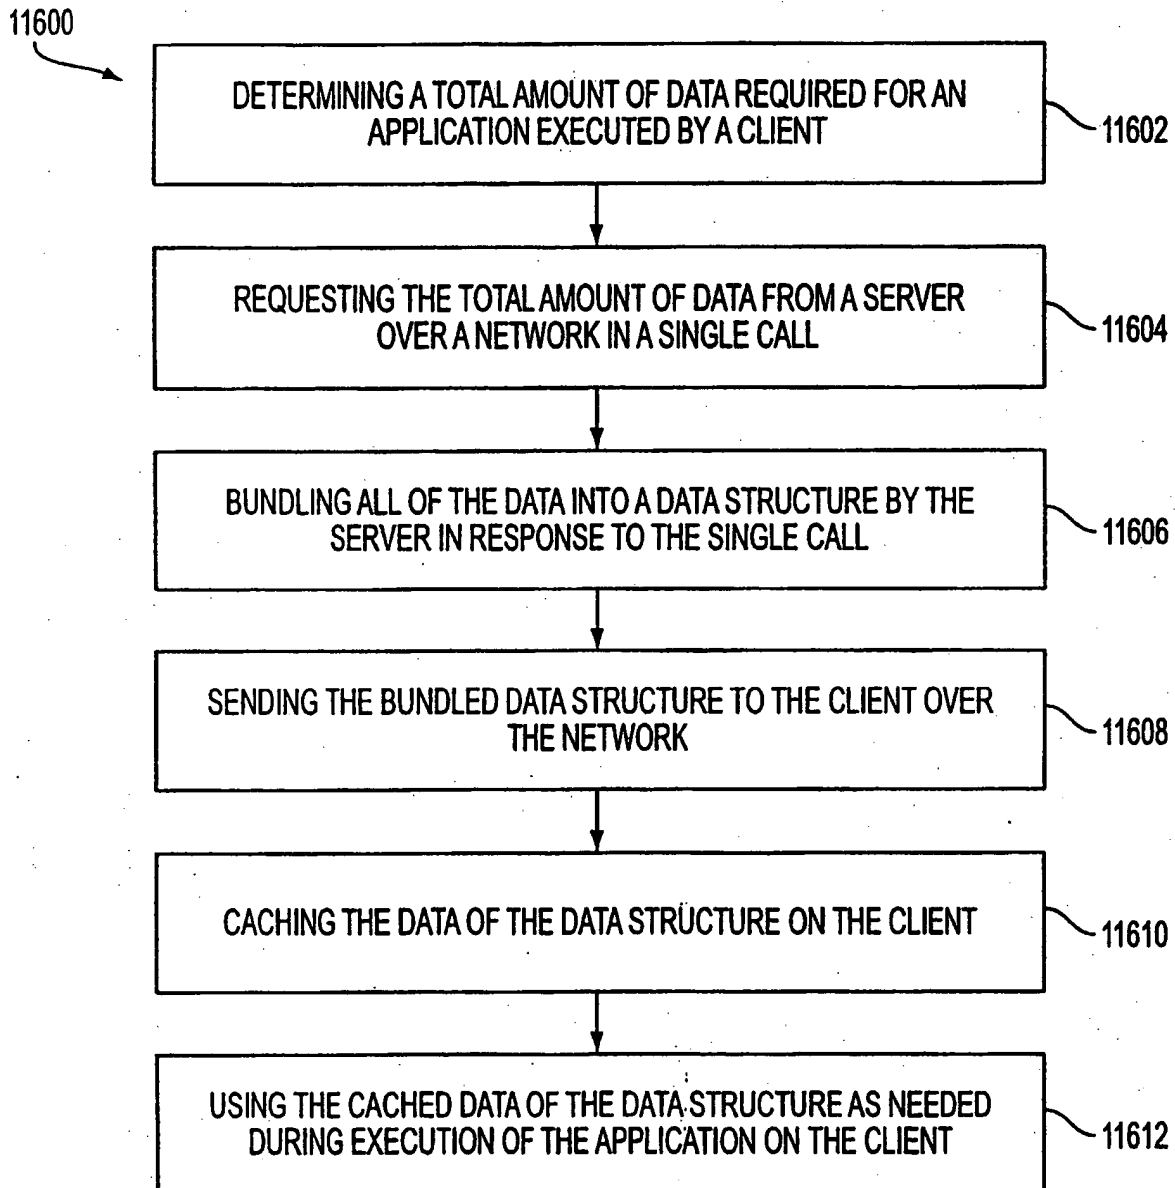 11600
DETERMINING A TOTAL AMOUNT OF DATA REQUIRED FOR AN
APPLICATION EXECUTED BY A CLIENT
11602
REQUESTING THE TOTAL AMOUNT OF DATA FROM A SERVER
OVER A NETWORK IN A SINGLE CALL
11604
BUNDLING ALL OF THE DATA INTO A DATA STRUCTURE BY THE
SERVER IN RESPONSE TO THE SINGLE CALL
11606
SENDING THE BUNDLED DATA STRUCTURE TO THE CLIENT OVER
THE NETWORK
11608
CACHING THE DATA OF THE DATA STRUCTURE ON THE CLIENT
11610
USING THE CACHED DATA OF THE DATA STRUCTURE AS NEEDED
DURING EXECUTION OF THE APPLICATION ON THE CLIENT
11612